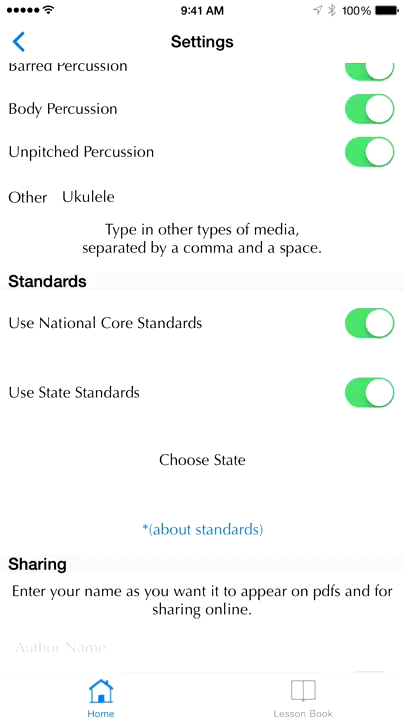 9:41 AM
100%
Settings
Barred Percussion
Body Percussion
Unpitched Percussion
Other Ukulele
Type in other types of media,
separated by a comma and a space.
Standards
Use National Core Standards
Use State Standards
Choose State
*(about standards)
Sharing
Enter your name as you want it to appear on pdfs and for
sharing online.
Author Name
Home
Lesson Book